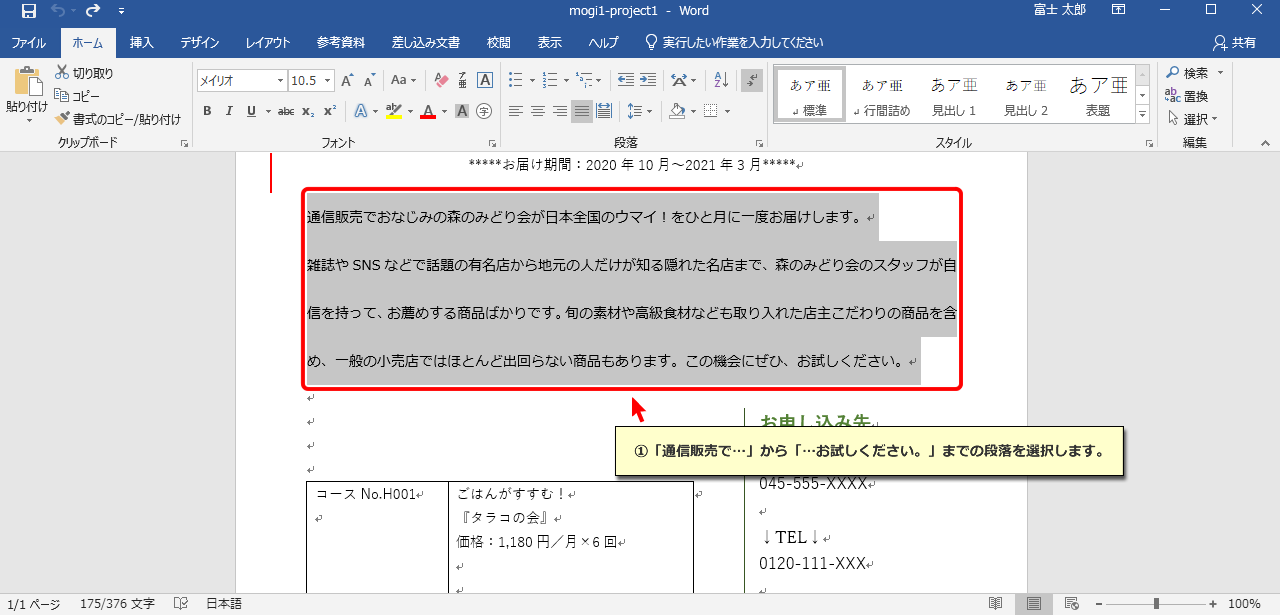 mogi1-project1 - Word
富士 太郎
ファイル ホーム 挿入 デザイン レイアウト 参考資料 差し込み文書 校閲 表示 ヘルプ 実行したい作業を入力してください 共有
貼り付け
切り取り
コピー
書式のコピー/貼り付け
クリップボード
メイリオ 10.5
フォント
段落
あア亜 あア亜 あア亜 あア亜 あア亜
標準 行間詰め 見出し 1 見出し 2 表題
スタイル
検索
置換
選択
編集
*****お届け期間：2020 年 10 月～2021 年 3 月*****
通信販売でおなじみの森のみどり会が日本全国のウマイ！をひと月に一度お届けします。
雑誌や SNS などで話題の有名店から地元の人だけが知る隠れた名店まで、森のみどり会のスタッフが自
信を持って、お薦めする商品ばかりです。旬の素材や高級食材なども取り入れた店主こだわりの商品を含
め、一般の小売店ではほとんど出回らない商品もあります。この機会にぜひ、お試しください。
お申し込み先
①「通信販売で…」から「…お試しください。」までの段落を選択します。
045-555-XXXX
↓TEL↓
0120-111-XXX
コース No.H001
ごはんがすすむ！
『タラコの会』
価格：1,180 円／月×6 回
1/1 ページ 175/376 文字 日本語 100%